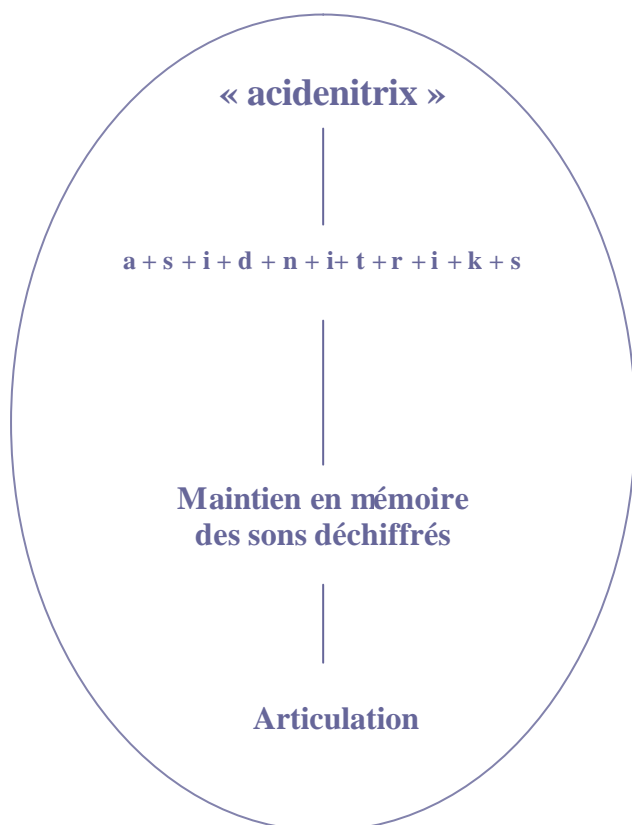 « acidenitrix »
a + s + i + d + n + i+ t + r + i + k + s
Maintien en mémoire
des sons déchiffrés
Articulation